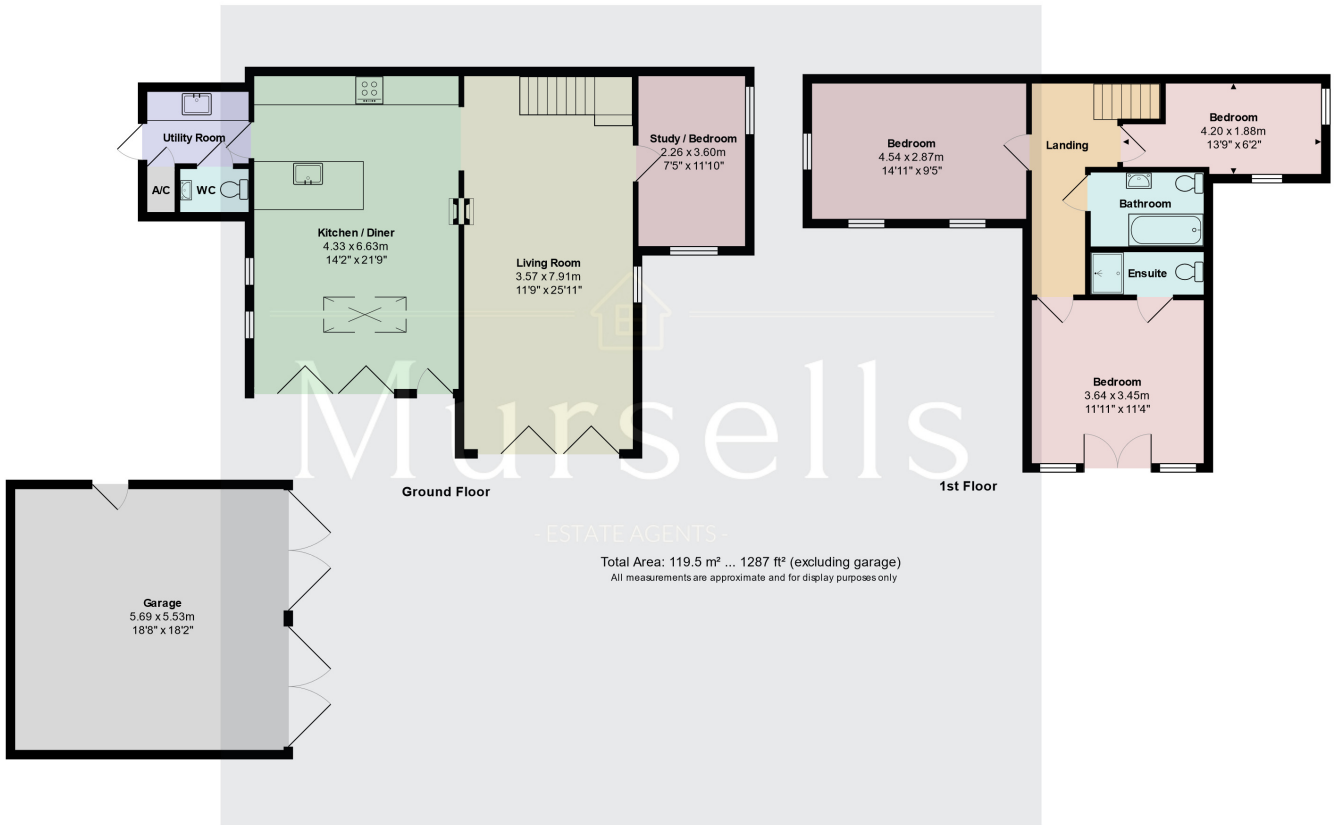 Utility Room
A/C
WC
Kitchen / Diner
4.33 x 6.63m
14'2" x 21'9"
Living Room
3.57 x 7.91m
11'9" x 25'11"
Study / Bedroom
2.26 x 3.60m
7'5" x 11'10"
Ground Floor
Bedroom
4.54 x 2.87m
14'11" x 9'5"
Landing
Bedroom
4.20 x 1.88m
13'9" x 6'2"
Bathroom
Ensuite
Bedroom
3.64 x 3.45m
11'11" x 11'4"
1st Floor
Mursells
- ESTATE AGENTS -
Garage
5.69 x 5.53m
18'8" x 18'2"
Total Area: 119.5 m² ... 1287 ft² (excluding garage)
All measurements are approximate and for display purposes only